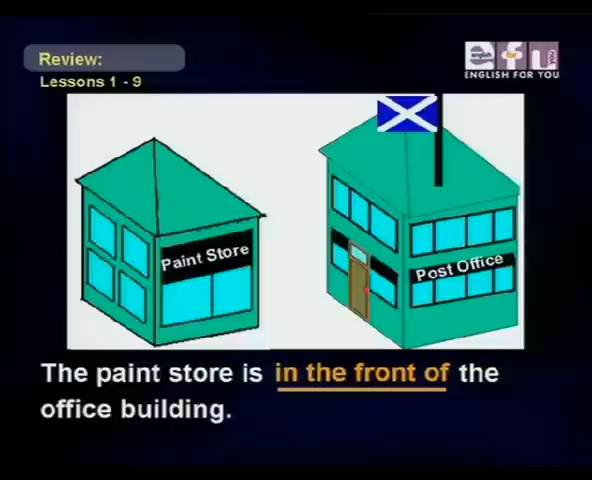 Review:
Lessons 1 - 9
efu
ENGLISH FOR YOU
Paint Store
Post Office
The paint store is in the front of the
office building.